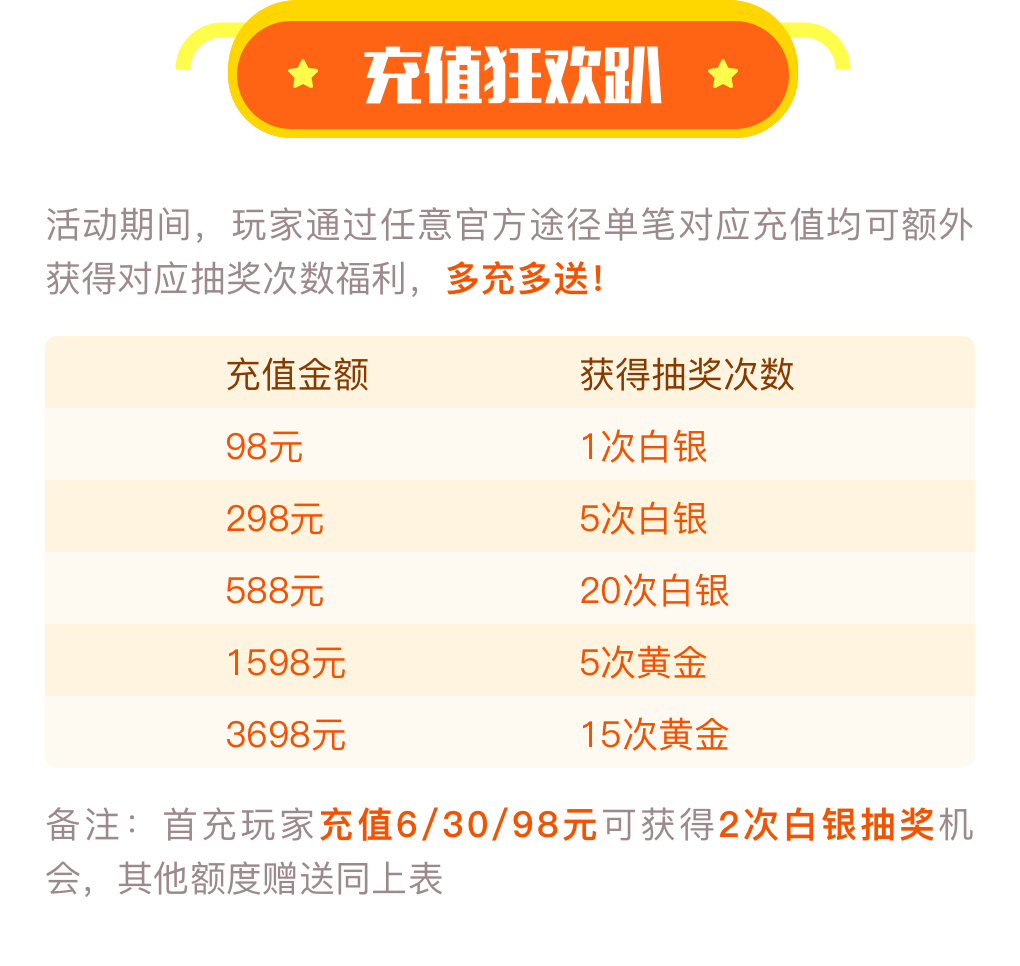 充值狂欢趴
活动期间，玩家通过任意官方途径单笔对应充值均可额外
获得对应抽奖次数福利，多充多送！
充值金额 获得抽奖次数
98元 1次白银
298元 5次白银
588元 20次白银
1598元 5次黄金
3698元 15次黄金
备注：首充玩家充值6/30/98元可获得2次白银抽奖机
会，其他额度赠送同上表